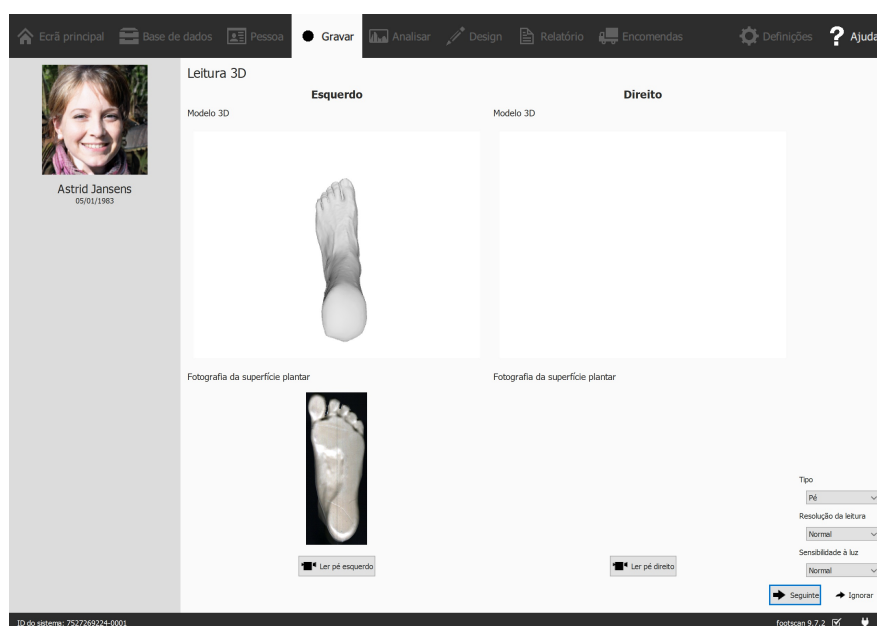 Ecrã principal
Base de dados
Pessoa
Gravar
Analisar
Design
Relatório
Encomendas
Definições
? Ajuda
Leitura 3D
Esquerdo
Direito
Modelo 3D
Modelo 3D
Astrid Jansens
05/01/1983
Fotografia da superfície plantar
Fotografia da superfície plantar
Tipo
Pé
Resolução da leitura
Normal
Sensibilidade à luz
Normal
Ler pé esquerdo
Ler pé direito
Seguinte
Ignorar
ID do sistema: 7527269224-0001
footscan 9.7.2